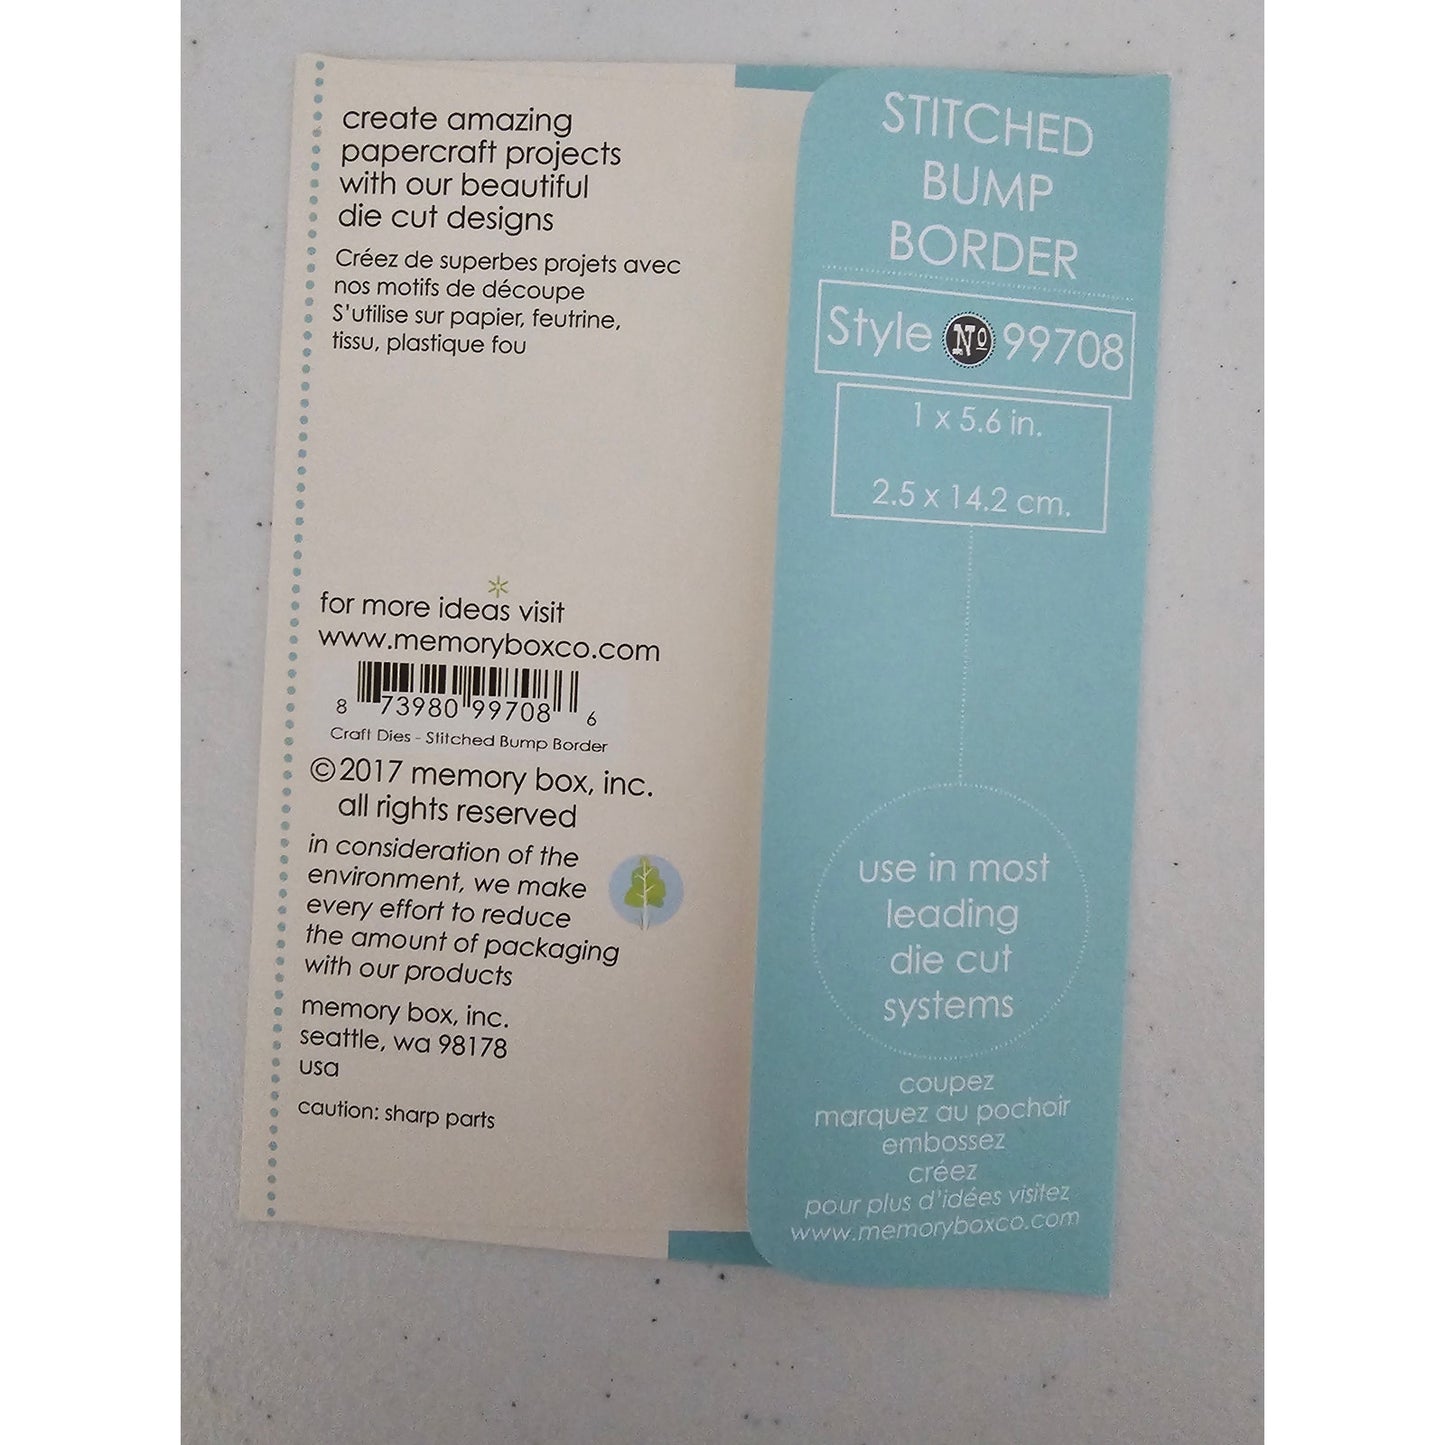 create amazing
papercraft projects
with our beautiful
die cut designs
Créez de superbes projets avec
nos motifs de découpe
S'utilise sur papier, feutrine,
tissu, plastique fou
for more ideas visit
www.memoryboxco.com
8 73980 99708 6
Craft Dies - Stitched Bump Border
©2017 memory box, inc.
all rights reserved
in consideration of the
environment, we make
every effort to reduce
the amount of packaging
with our products
memory box, inc.
seattle, wa 98178
usa
caution: sharp parts
STITCHED
BUMP
BORDER
Style Nº 99708
1 x 5.6 in.
2.5 x 14.2 cm.
use in most
leading
die cut
systems
coupez
marquez au pochoir
embossez
créez
pour plus d'idées visitez
www.memoryboxco.com